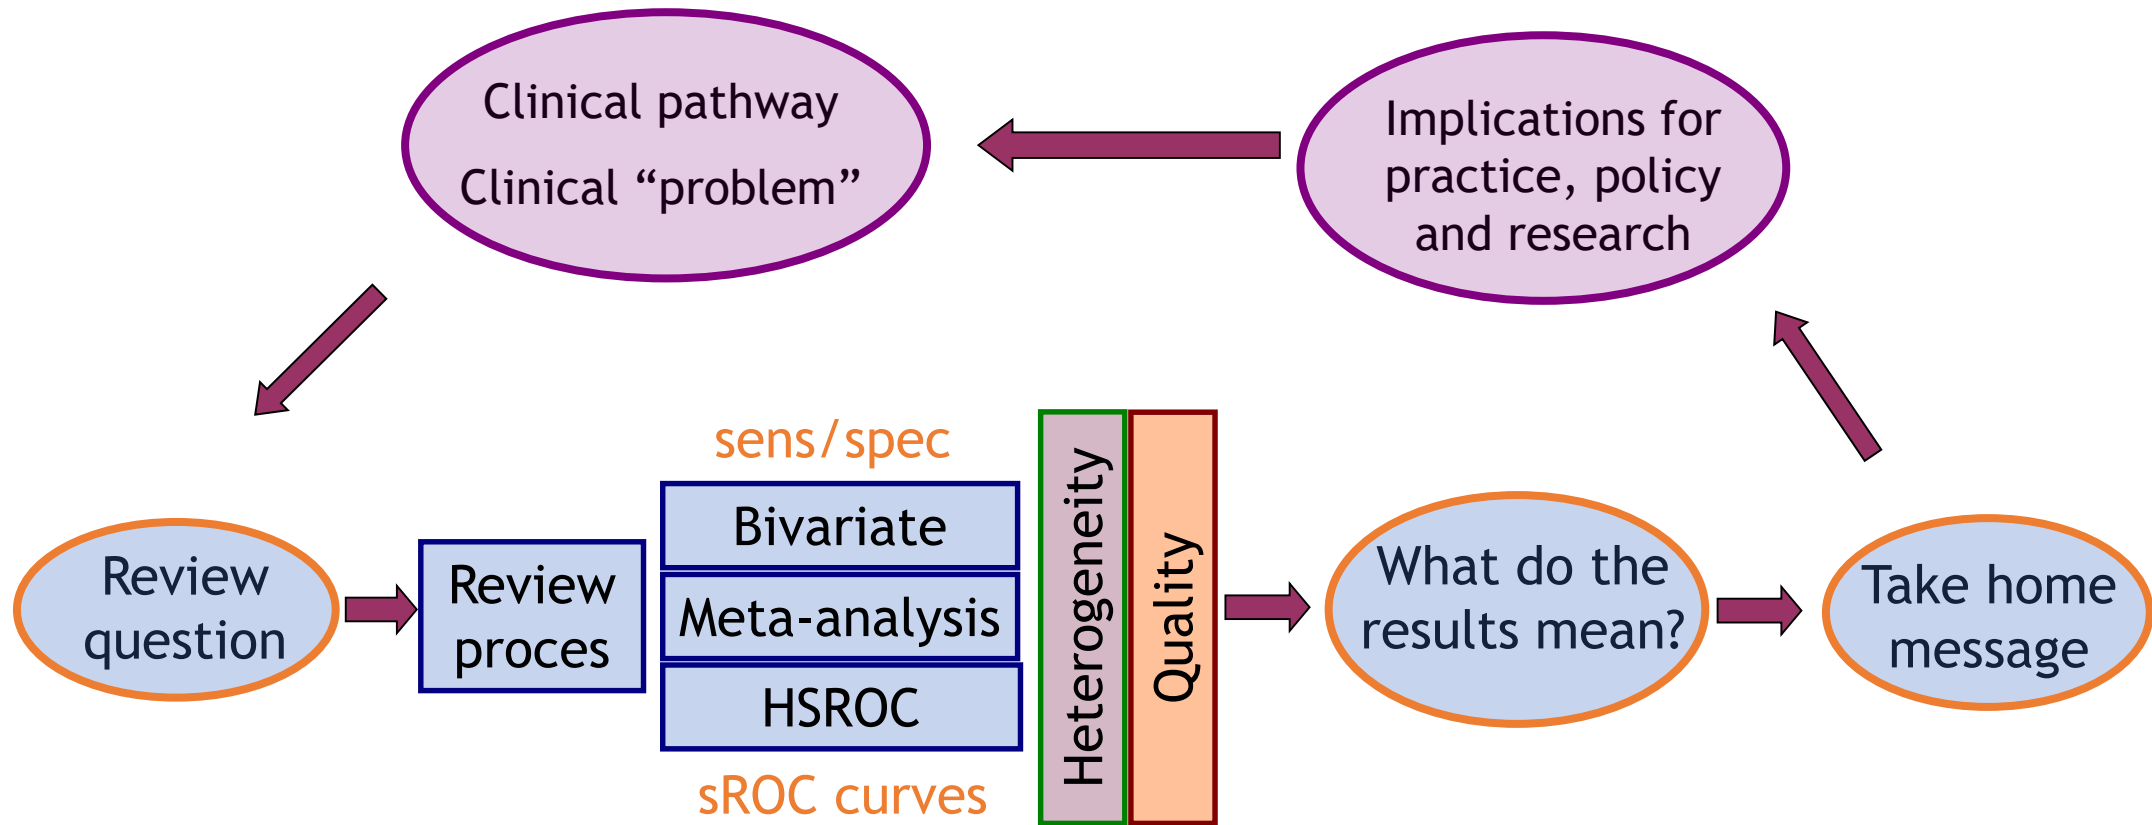 Clinical pathway
Clinical “problem”
Implications for
practice, policy
and research
Review
question
Review
proces
sens/spec
Bivariate
Meta-analysis
HSROC
sROC curves
Heterogeneity
Quality
What do the
results mean?
Take home
message